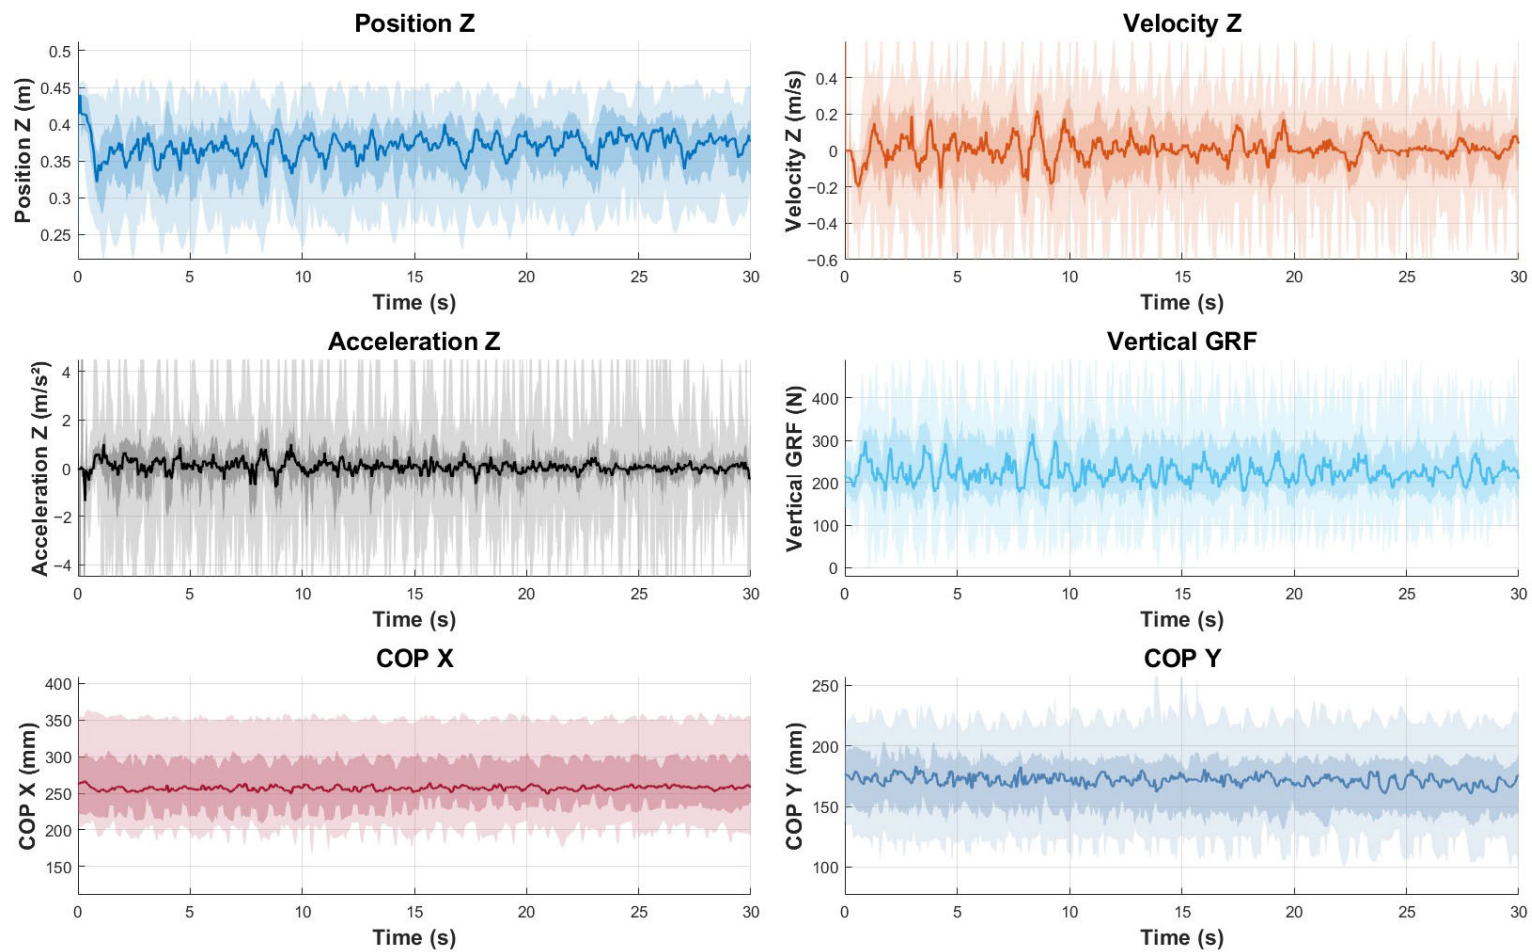 Position Z
Position Z (m)
0.5
0.45
0.4
0.35
0.3
0.25
0 5 10 15 20 25 30
Time (s)
Velocity Z
Velocity Z (m/s)
0.4
0.2
0
−0.2
−0.4
−0.6
0 5 10 15 20 25 30
Time (s)
Acceleration Z
Acceleration Z (m/s²)
4
2
0
−2
−4
0 5 10 15 20 25 30
Time (s)
Vertical GRF
Vertical GRF (N)
400
300
200
100
0
0 5 10 15 20 25 30
Time (s)
COP X
COP X (mm)
400
350
300
250
200
150
0 5 10 15 20 25 30
Time (s)
COP Y
COP Y (mm)
250
200
150
100
0 5 10 15 20 25 30
Time (s)